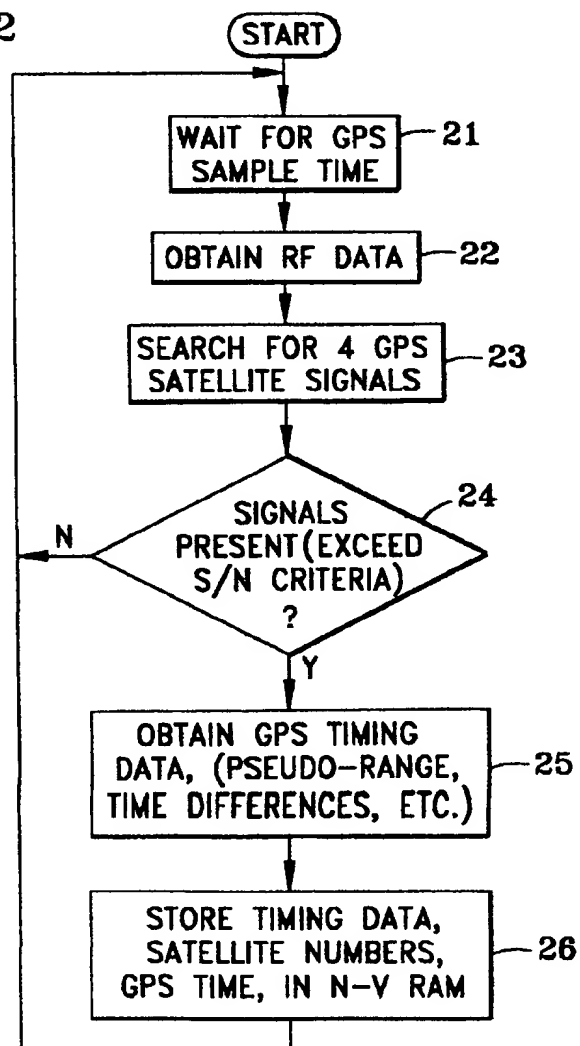 2
START
WAIT FOR GPS
SAMPLE TIME
21
OBTAIN RF DATA
22
SEARCH FOR 4 GPS
SATELLITE SIGNALS
23
SIGNALS
PRESENT(EXCEED
S/N CRITERIA)
?
24
N
Y
OBTAIN GPS TIMING
DATA, (PSEUDO-RANGE,
TIME DIFFERENCES, ETC.)
25
STORE TIMING DATA,
SATELLITE NUMBERS,
GPS TIME, IN N-V RAM
26